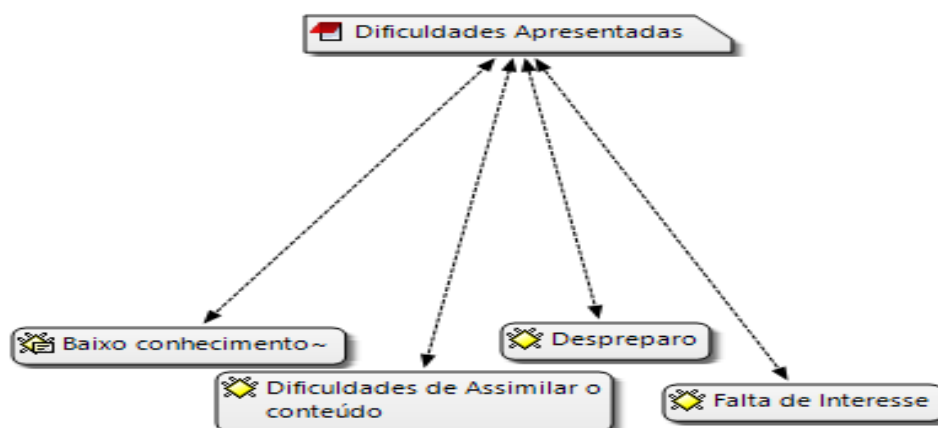 Dificuldades Apresentadas
Baixo conhecimento~
Despreparo
Dificuldades de Assimilar o
conteúdo
Falta de Interesse